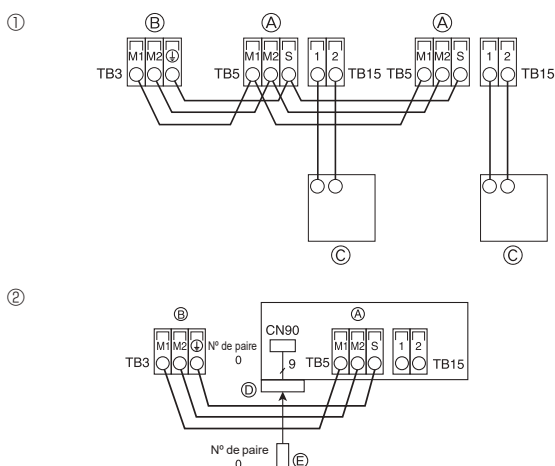 ①
Ⓑ Ⓐ Ⓐ
TB3 M1 M2 ⏚ TB5 M1 M2 S 1 2 TB15 TB5 M1 M2 S 1 2 TB15
Ⓒ Ⓒ
②
Ⓑ Ⓐ
CN90
TB3 M1 M2 ⏚ Nº de paire
0
9 TB5 M1 M2 S 1 2 TB15
Ⓓ
Nº de paire
0
Ⓔ